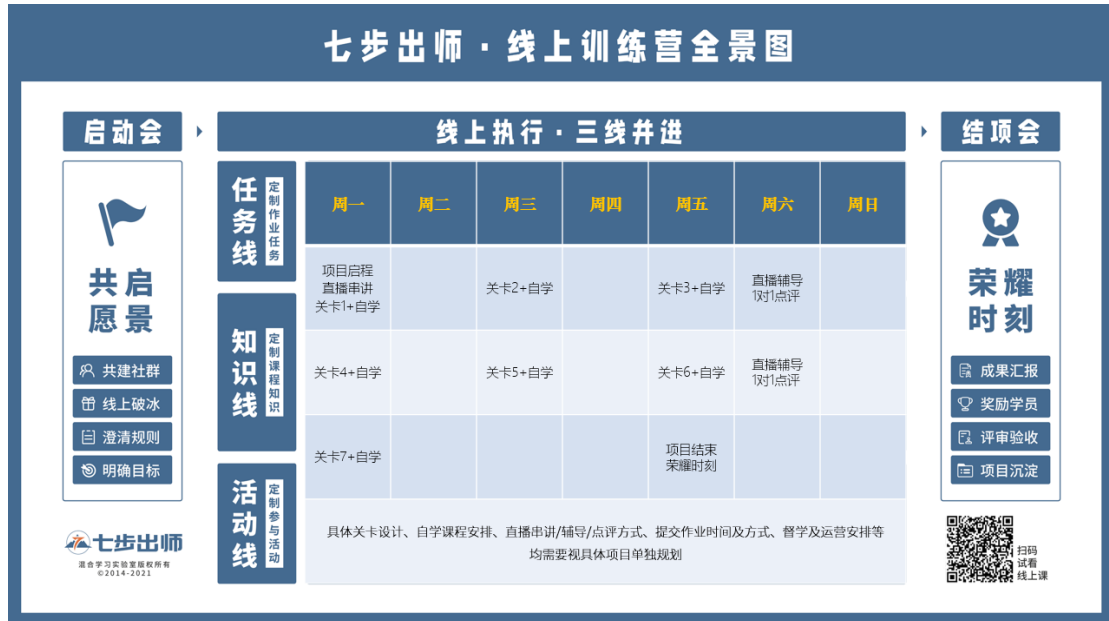 七步出师·线上训练营全景图
启动会
线上执行·三线并进
结项会
共启
愿景
共建社群
线上破冰
澄清规则
明确目标
七步出师
混合学习实验室版权所有
©2014-2021
任务线
定制作业任务
知识线
定制课程知识
活动线
定制参与活动
周一
周二
周三
周四
周五
周六
周日
项目启程
直播串讲
关卡1+自学
关卡2+自学
关卡3+自学
直播辅导
1对1点评
关卡4+自学
关卡5+自学
关卡6+自学
直播辅导
1对1点评
关卡7+自学
项目结束
荣耀时刻
具体关卡设计、自学课程安排、直播串讲/辅导/点评方式、提交作业时间及方式、督学及运营安排等
均需要视具体项目单独规划
荣耀
时刻
成果汇报
奖励学员
评审验收
项目沉淀
扫码
试看
线上课